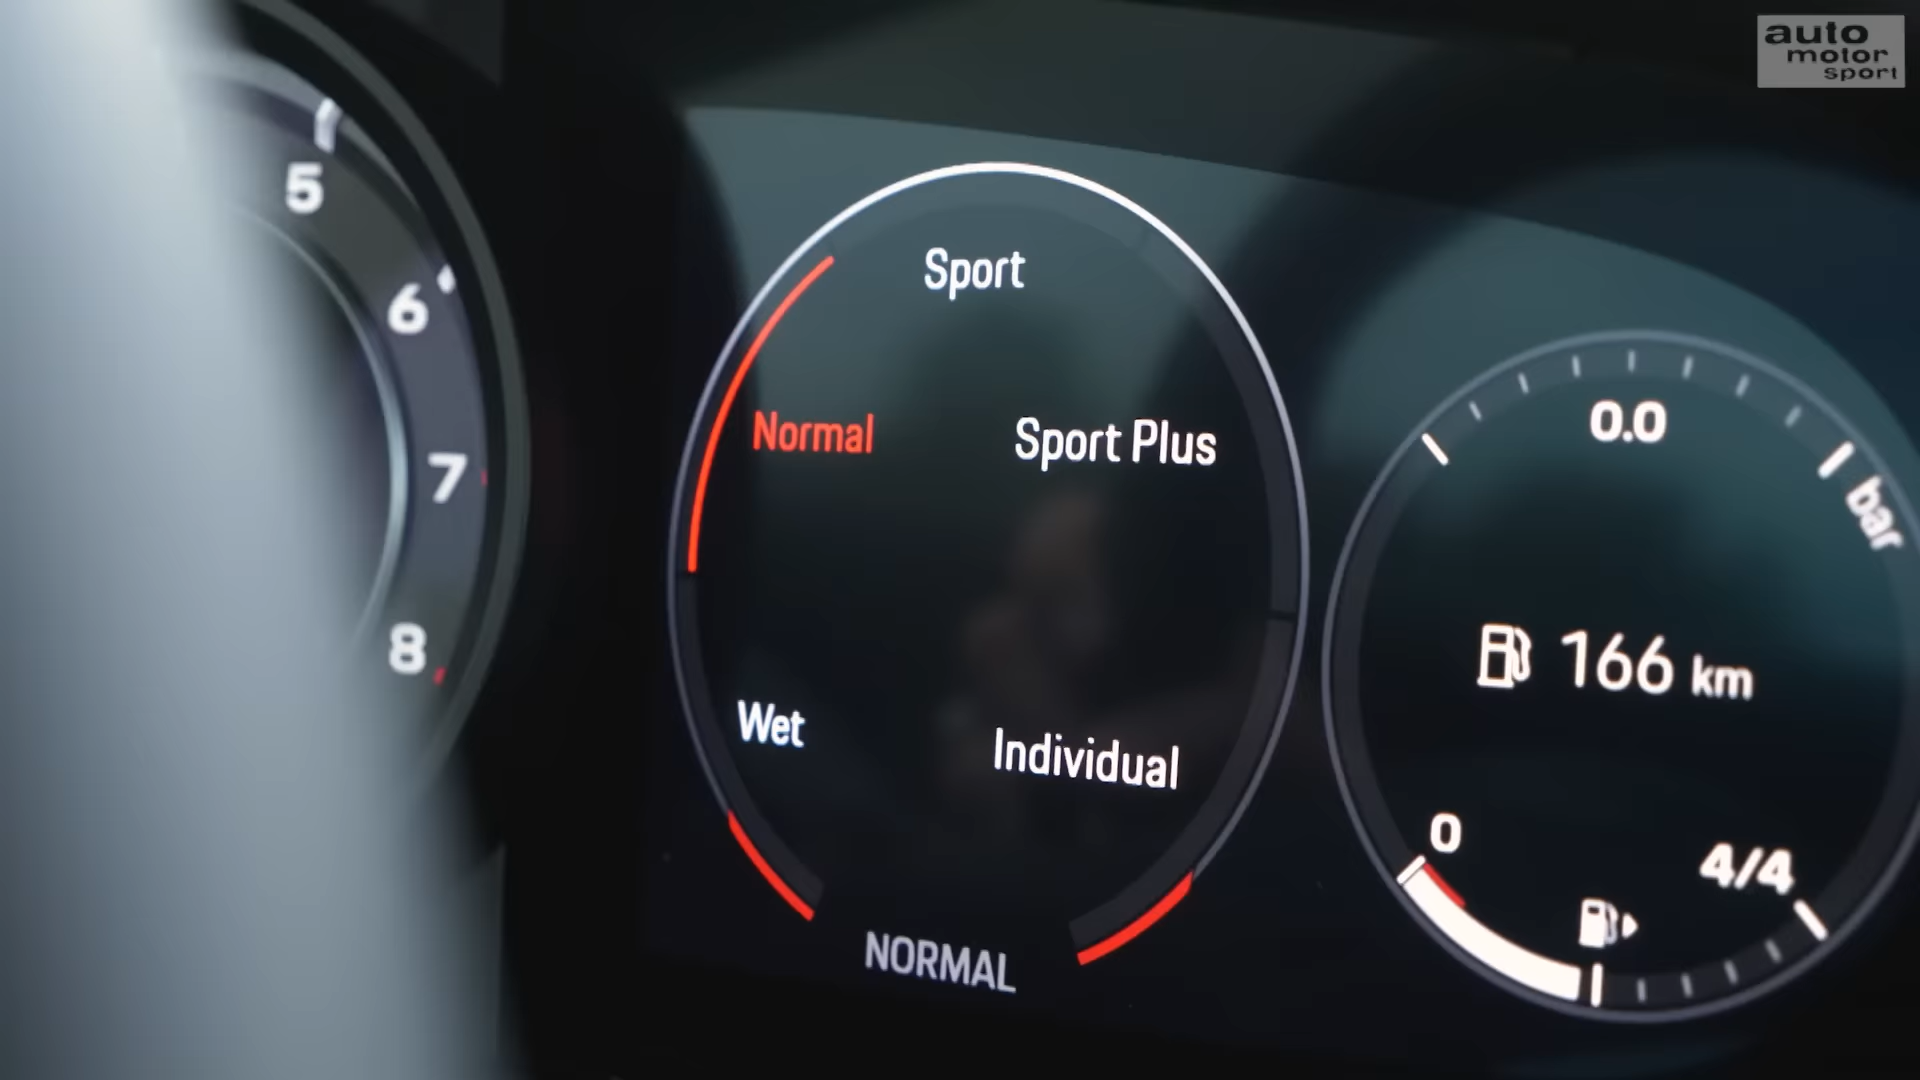 auto
motor
sport
5
6
7
8
Sport
Normal
Sport Plus
Wet
Individual
NORMAL
0.0
bar
166 km
0
4/4